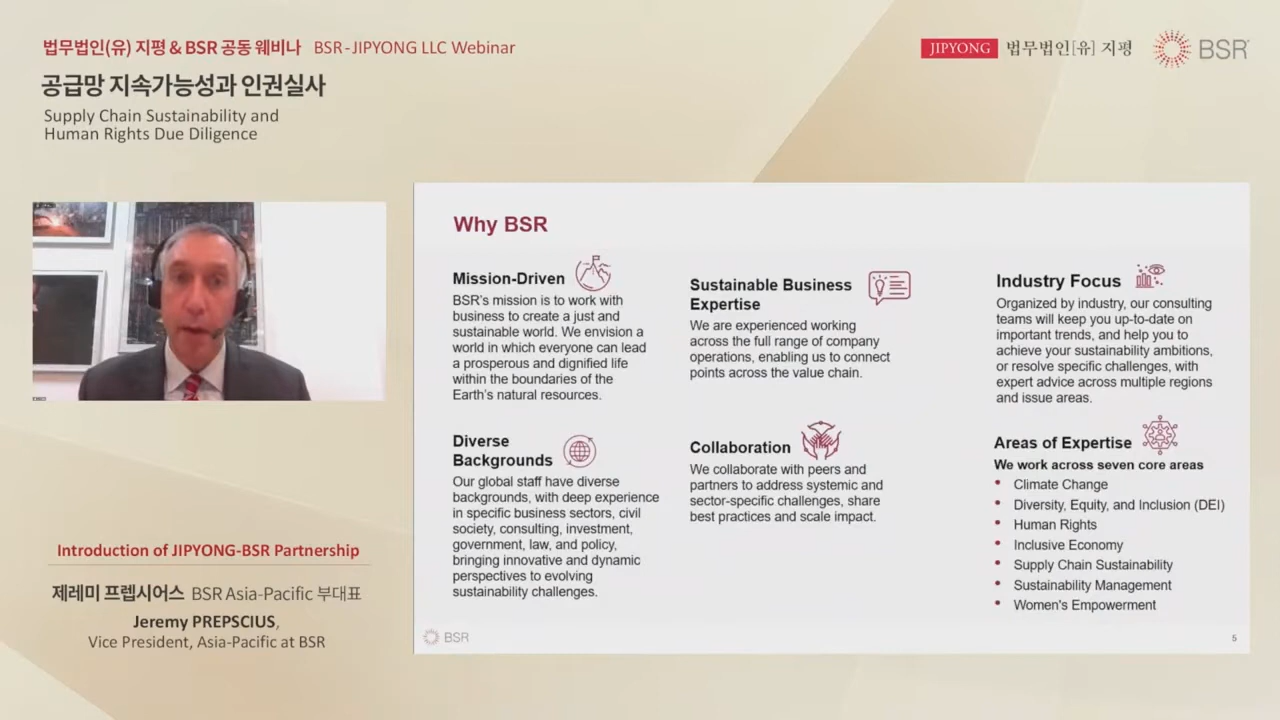 법무법인(유) 지평 & BSR 공동 웨비나 BSR-JIPYONG LLC Webinar
공급망 지속가능성과 인권실사
Supply Chain Sustainability and
Human Rights Due Diligence
JIPYONG 법무법인[유] 지평
BSR
Why BSR
Mission-Driven
BSR's mission is to work with
business to create a just and
sustainable world. We envision a
world in which everyone can lead
a prosperous and dignified life
within the boundaries of the
Earth's natural resources.
Sustainable Business
Expertise
We are experienced working
across the full range of company
operations, enabling us to connect
points across the value chain.
Industry Focus
Organized by industry, our consulting
teams will keep you up-to-date on
important trends, and help you to
achieve your sustainability ambitions,
or resolve specific challenges, with
expert advice across multiple regions
and issue areas.
Diverse
Backgrounds
Our global staff have diverse
backgrounds, with deep experience
in specific business sectors, civil
society, consulting, investment,
government, law, and policy,
bringing innovative and dynamic
perspectives to evolving
sustainability challenges.
Collaboration
We collaborate with peers and
partners to address systemic and
sector-specific challenges, share
best practices and scale impact.
Areas of Expertise
We work across seven core areas
• Climate Change
• Diversity, Equity, and Inclusion (DEI)
• Human Rights
• Inclusive Economy
• Supply Chain Sustainability
• Sustainability Management
• Women's Empowerment
BSR
5
Introduction of JIPYONG-BSR Partnership
제레미 프렙시어스 BSR Asia-Pacific 부대표
Jeremy PREPSCIUS,
Vice President, Asia-Pacific at BSR